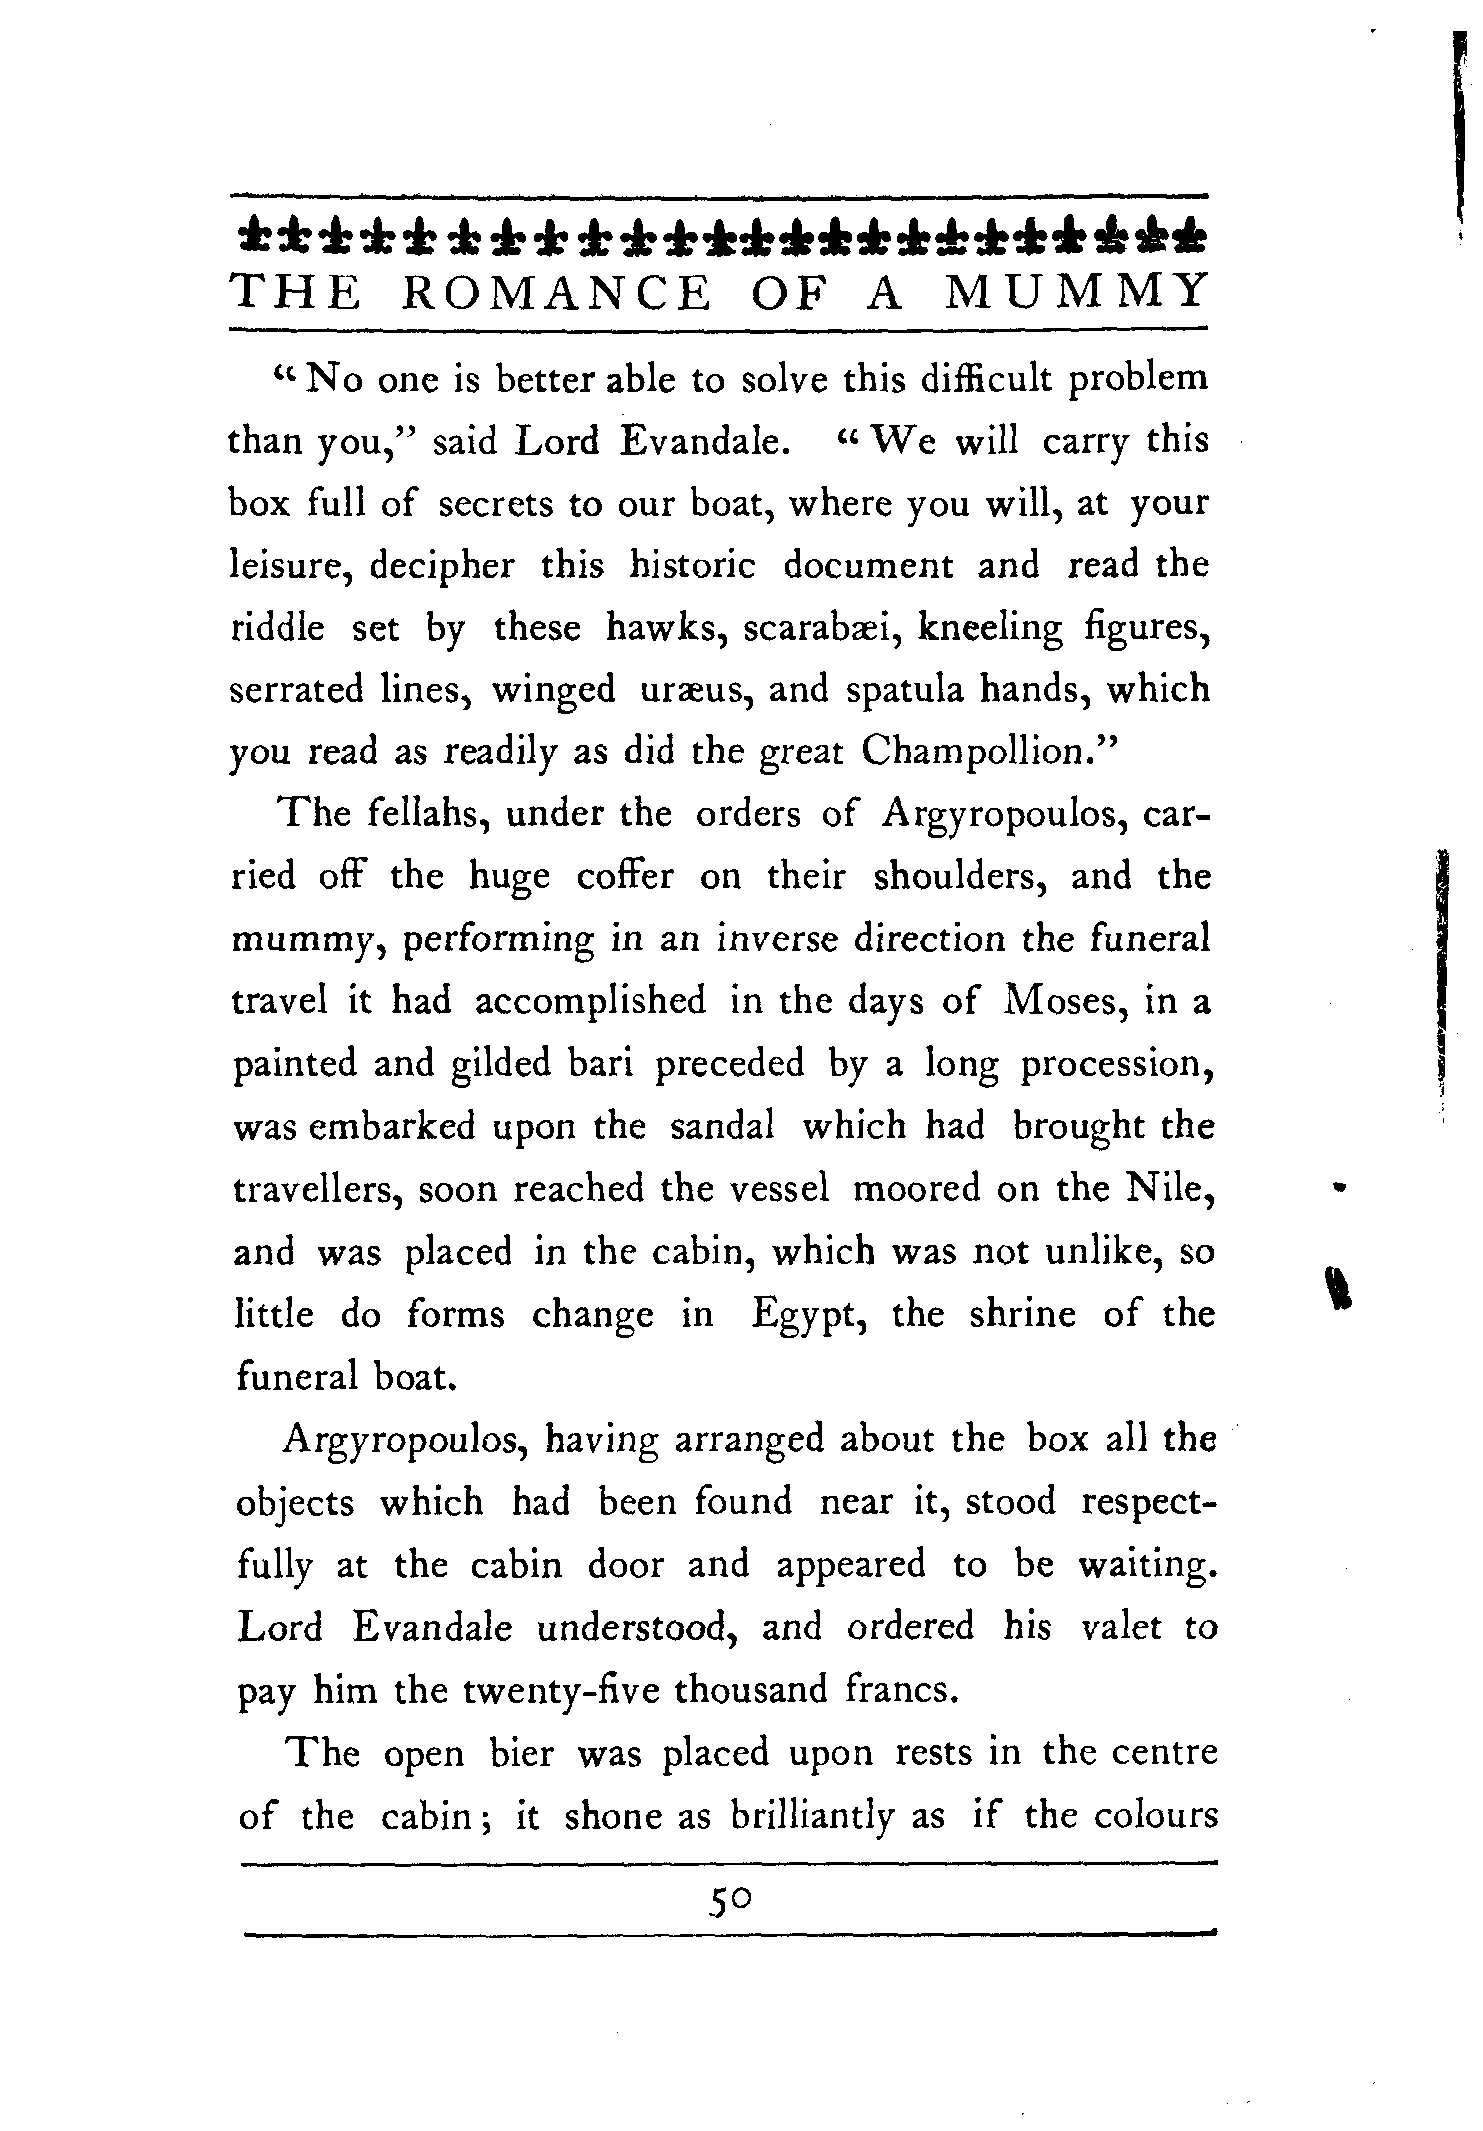 THE ROMANCE OF A MUMMY
“No one is better able to solve this difficult problem
than you,” said Lord Evandale. “We will carry this
box full of secrets to our boat, where you will, at your
leisure, decipher this historic document and read the
riddle set by these hawks, scarabæi, kneeling figures,
serrated lines, winged uræus, and spatula hands, which
you read as readily as did the great Champollion.”
The fellahs, under the orders of Argyropoulos, car-
ried off the huge coffer on their shoulders, and the
mummy, performing in an inverse direction the funeral
travel it had accomplished in the days of Moses, in a
painted and gilded bari preceded by a long procession,
was embarked upon the sandal which had brought the
travellers, soon reached the vessel moored on the Nile,
and was placed in the cabin, which was not unlike, so
little do forms change in Egypt, the shrine of the
funeral boat.
Argyropoulos, having arranged about the box all the
objects which had been found near it, stood respect-
fully at the cabin door and appeared to be waiting.
Lord Evandale understood, and ordered his valet to
pay him the twenty-five thousand francs.
The open bier was placed upon rests in the centre
of the cabin; it shone as brilliantly as if the colours
50